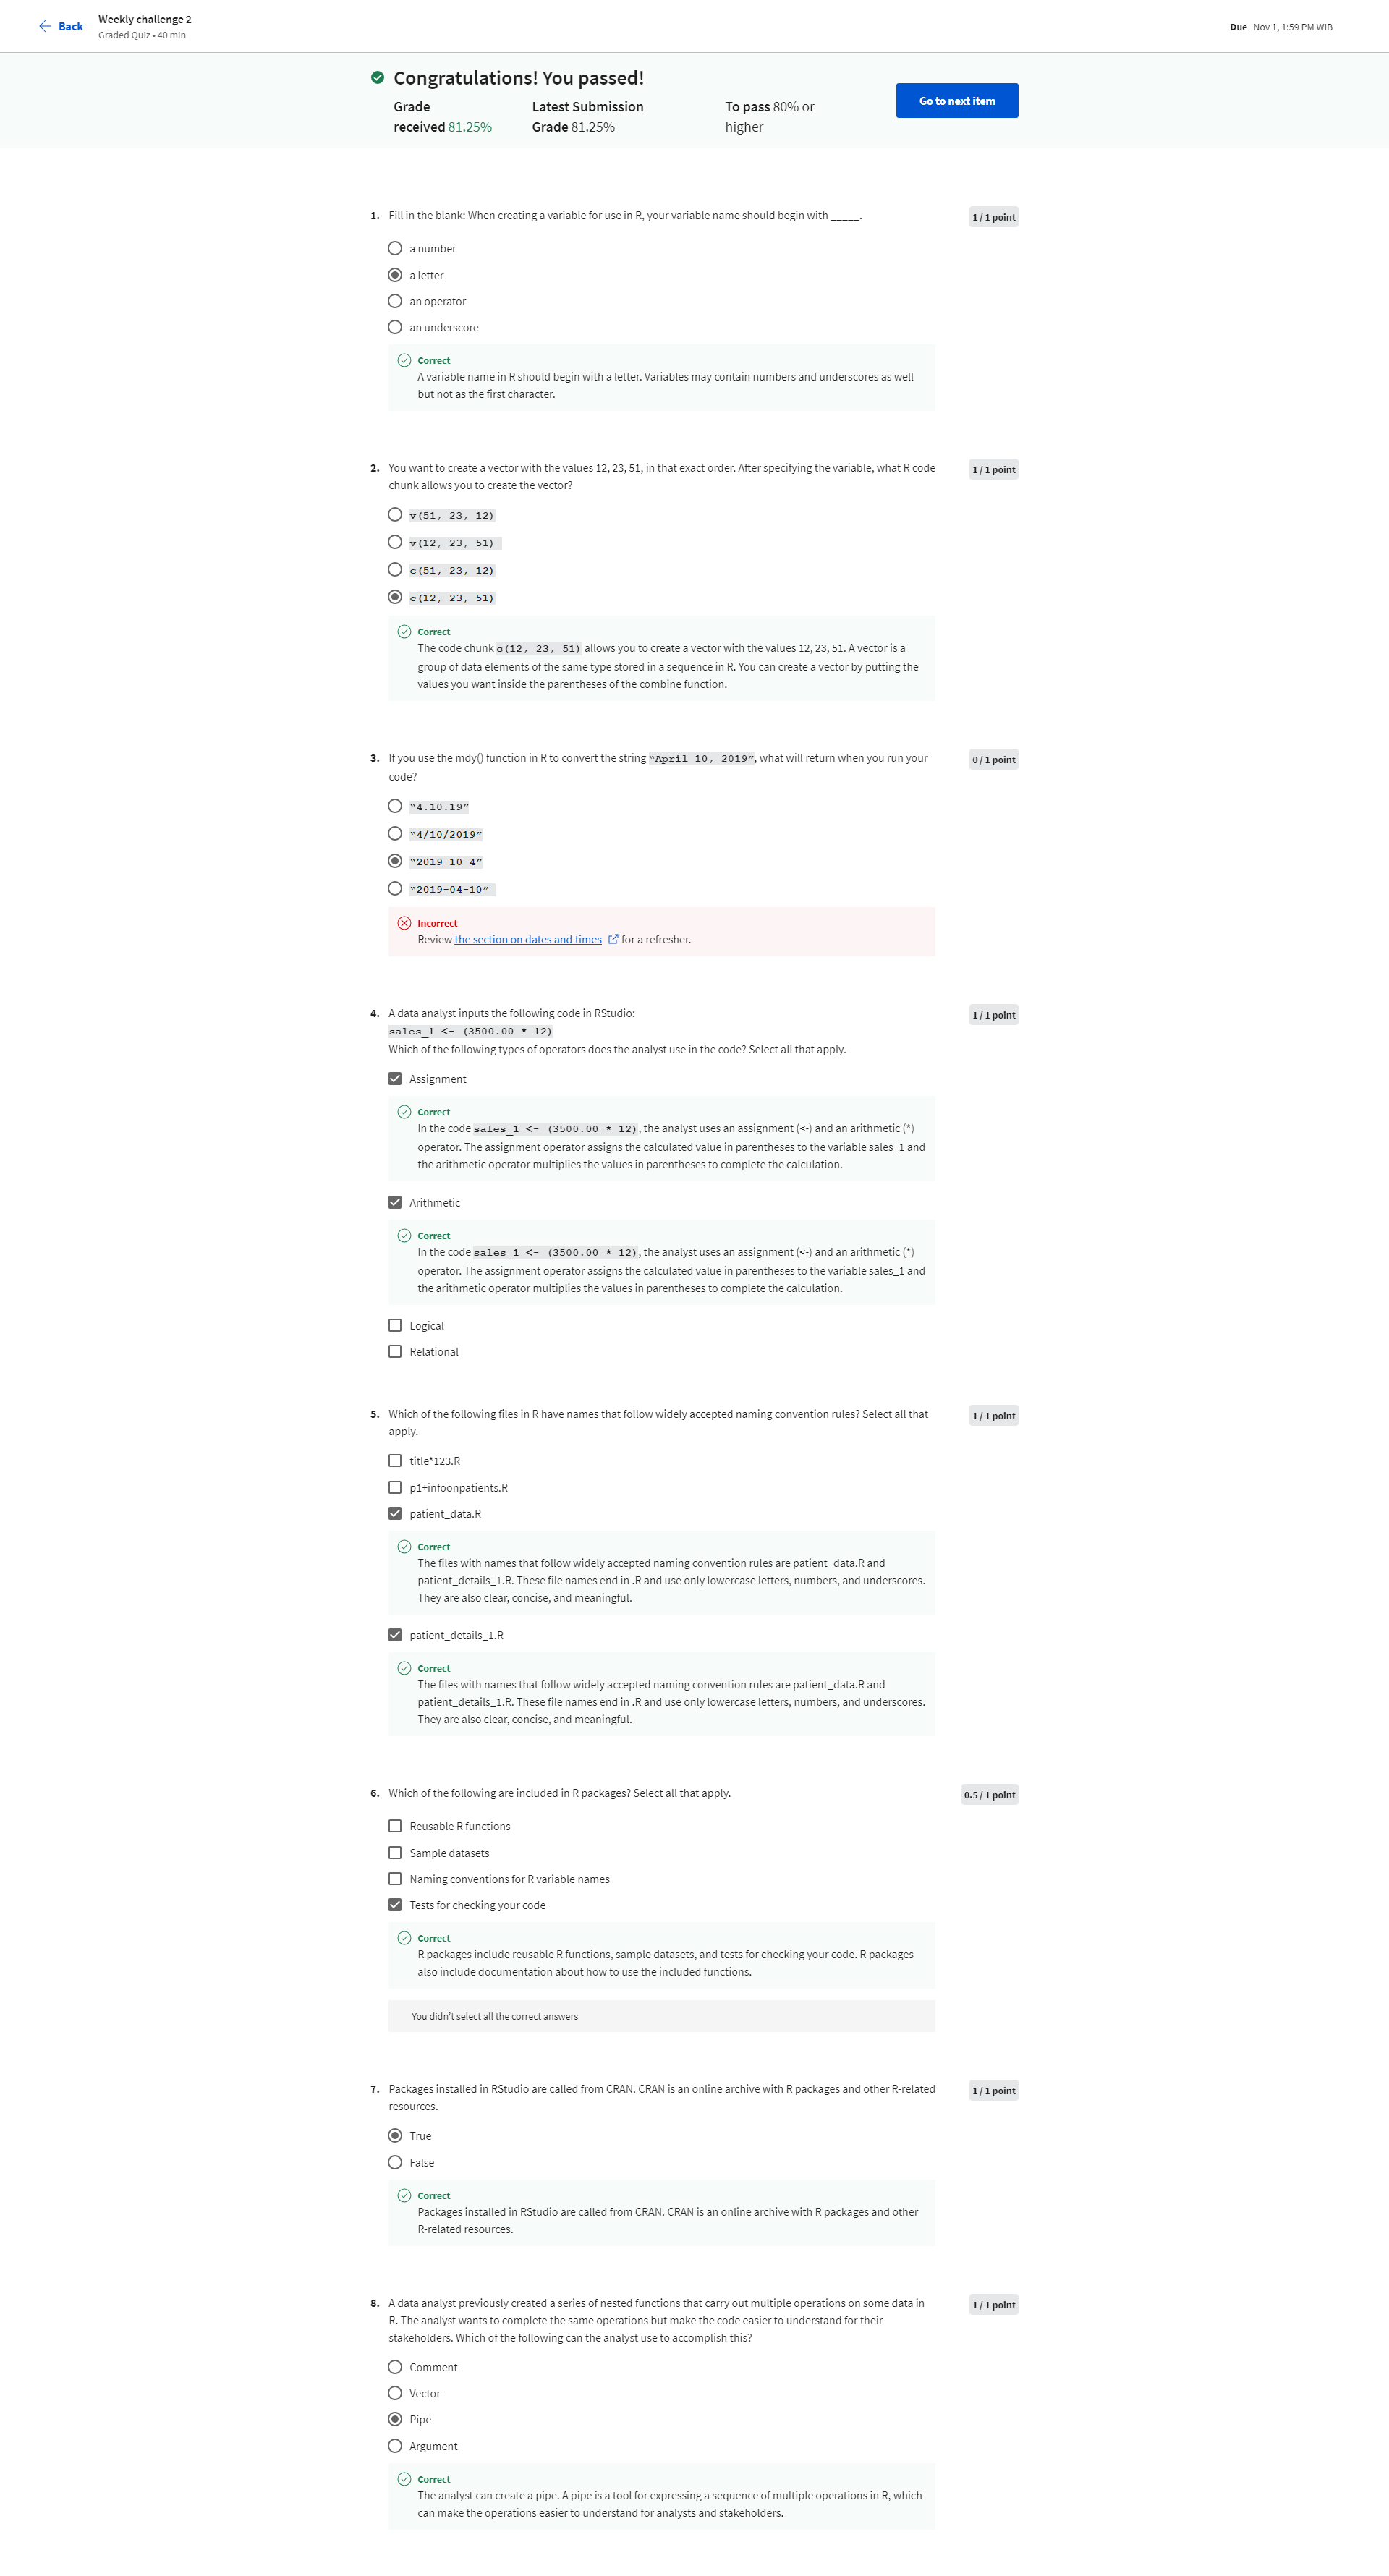 Back
Weekly challenge 2
Graded Quiz • 40 min
Due Nov 1, 1:59 PM WIB
Congratulations! You passed!
Grade
received 81.25%
Latest Submission
Grade 81.25%
To pass 80% or
higher
Go to next item
1. Fill in the blank: When creating a variable for use in R, your variable name should begin with _____.
1 / 1 point
a number
a letter
an operator
an underscore
Correct
A variable name in R should begin with a letter. Variables may contain numbers and underscores as well
but not as the first character.
2. You want to create a vector with the values 12, 23, 51, in that exact order. After specifying the variable, what R code
chunk allows you to create the vector?
1 / 1 point
v(51, 23, 12)
v(12, 23, 51)
c(51, 23, 12)
c(12, 23, 51)
Correct
The code chunk c(12, 23, 51) allows you to create a vector with the values 12, 23, 51. A vector is a
group of data elements of the same type stored in a sequence in R. You can create a vector by putting the
values you want inside the parentheses of the combine function.
3. If you use the mdy() function in R to convert the string “April 10, 2019”, what will return when you run your
code?
0 / 1 point
“4.10.19”
“4/10/2019”
“2019-10-4”
“2019-04-10”
Incorrect
Review the section on dates and times for a refresher.
4. A data analyst inputs the following code in RStudio:
1 / 1 point
sales_1 <- (3500.00 * 12)
Which of the following types of operators does the analyst use in the code? Select all that apply.
Assignment
Correct
In the code sales_1 <- (3500.00 * 12), the analyst uses an assignment (<-) and an arithmetic (*)
operator. The assignment operator assigns the calculated value in parentheses to the variable sales_1 and
the arithmetic operator multiplies the values in parentheses to complete the calculation.
Arithmetic
Correct
In the code sales_1 <- (3500.00 * 12), the analyst uses an assignment (<-) and an arithmetic (*)
operator. The assignment operator assigns the calculated value in parentheses to the variable sales_1 and
the arithmetic operator multiplies the values in parentheses to complete the calculation.
Logical
Relational
5. Which of the following files in R have names that follow widely accepted naming convention rules? Select all that
apply.
1 / 1 point
title*123.R
p1+infoonpatients.R
patient_data.R
Correct
The files with names that follow widely accepted naming convention rules are patient_data.R and
patient_details_1.R. These file names end in .R and use only lowercase letters, numbers, and underscores.
They are also clear, concise, and meaningful.
patient_details_1.R
Correct
The files with names that follow widely accepted naming convention rules are patient_data.R and
patient_details_1.R. These file names end in .R and use only lowercase letters, numbers, and underscores.
They are also clear, concise, and meaningful.
6. Which of the following are included in R packages? Select all that apply.
0.5 / 1 point
Reusable R functions
Sample datasets
Naming conventions for R variable names
Tests for checking your code
Correct
R packages include reusable R functions, sample datasets, and tests for checking your code. R packages
also include documentation about how to use the included functions.
You didn't select all the correct answers
7. Packages installed in RStudio are called from CRAN. CRAN is an online archive with R packages and other R-related
resources.
1 / 1 point
True
False
Correct
Packages installed in RStudio are called from CRAN. CRAN is an online archive with R packages and other
R-related resources.
8. A data analyst previously created a series of nested functions that carry out multiple operations on some data in
R. The analyst wants to complete the same operations but make the code easier to understand for their
stakeholders. Which of the following can the analyst use to accomplish this?
1 / 1 point
Comment
Vector
Pipe
Argument
Correct
The analyst can create a pipe. A pipe is a tool for expressing a sequence of multiple operations in R, which
can make the operations easier to understand for analysts and stakeholders.